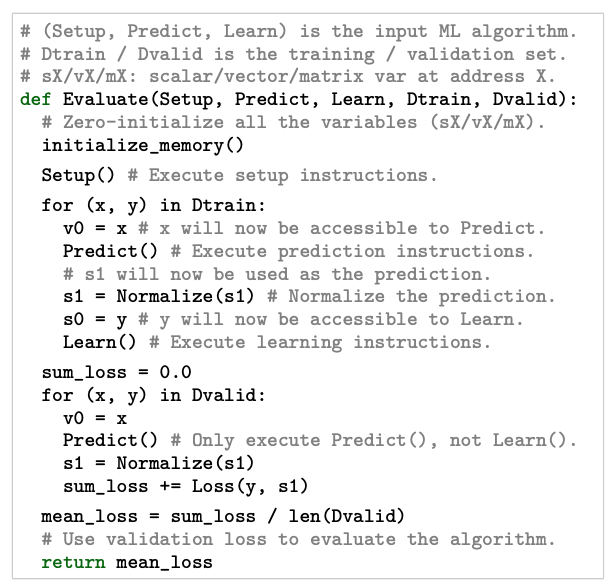 # (Setup, Predict, Learn) is the input ML algorithm.
# Dtrain / Dvalid is the training / validation set.
# sX/vX/mX: scalar/vector/matrix var at address X.
def Evaluate(Setup, Predict, Learn, Dtrain, Dvalid):
  # Zero-initialize all the variables (sX/vX/mX).
  initialize_memory()
  Setup() # Execute setup instructions.
  for (x, y) in Dtrain:
    v0 = x # x will now be accessible to Predict.
    Predict() # Execute prediction instructions.
    # s1 will now be used as the prediction.
    s1 = Normalize(s1) # Normalize the prediction.
    s0 = y # y will now be accessible to Learn.
    Learn() # Execute learning instructions.
  sum_loss = 0.0
  for (x, y) in Dvalid:
    v0 = x
    Predict() # Only execute Predict(), not Learn().
    s1 = Normalize(s1)
    sum_loss += Loss(y, s1)
  mean_loss = sum_loss / len(Dvalid)
  # Use validation loss to evaluate the algorithm.
  return mean_loss